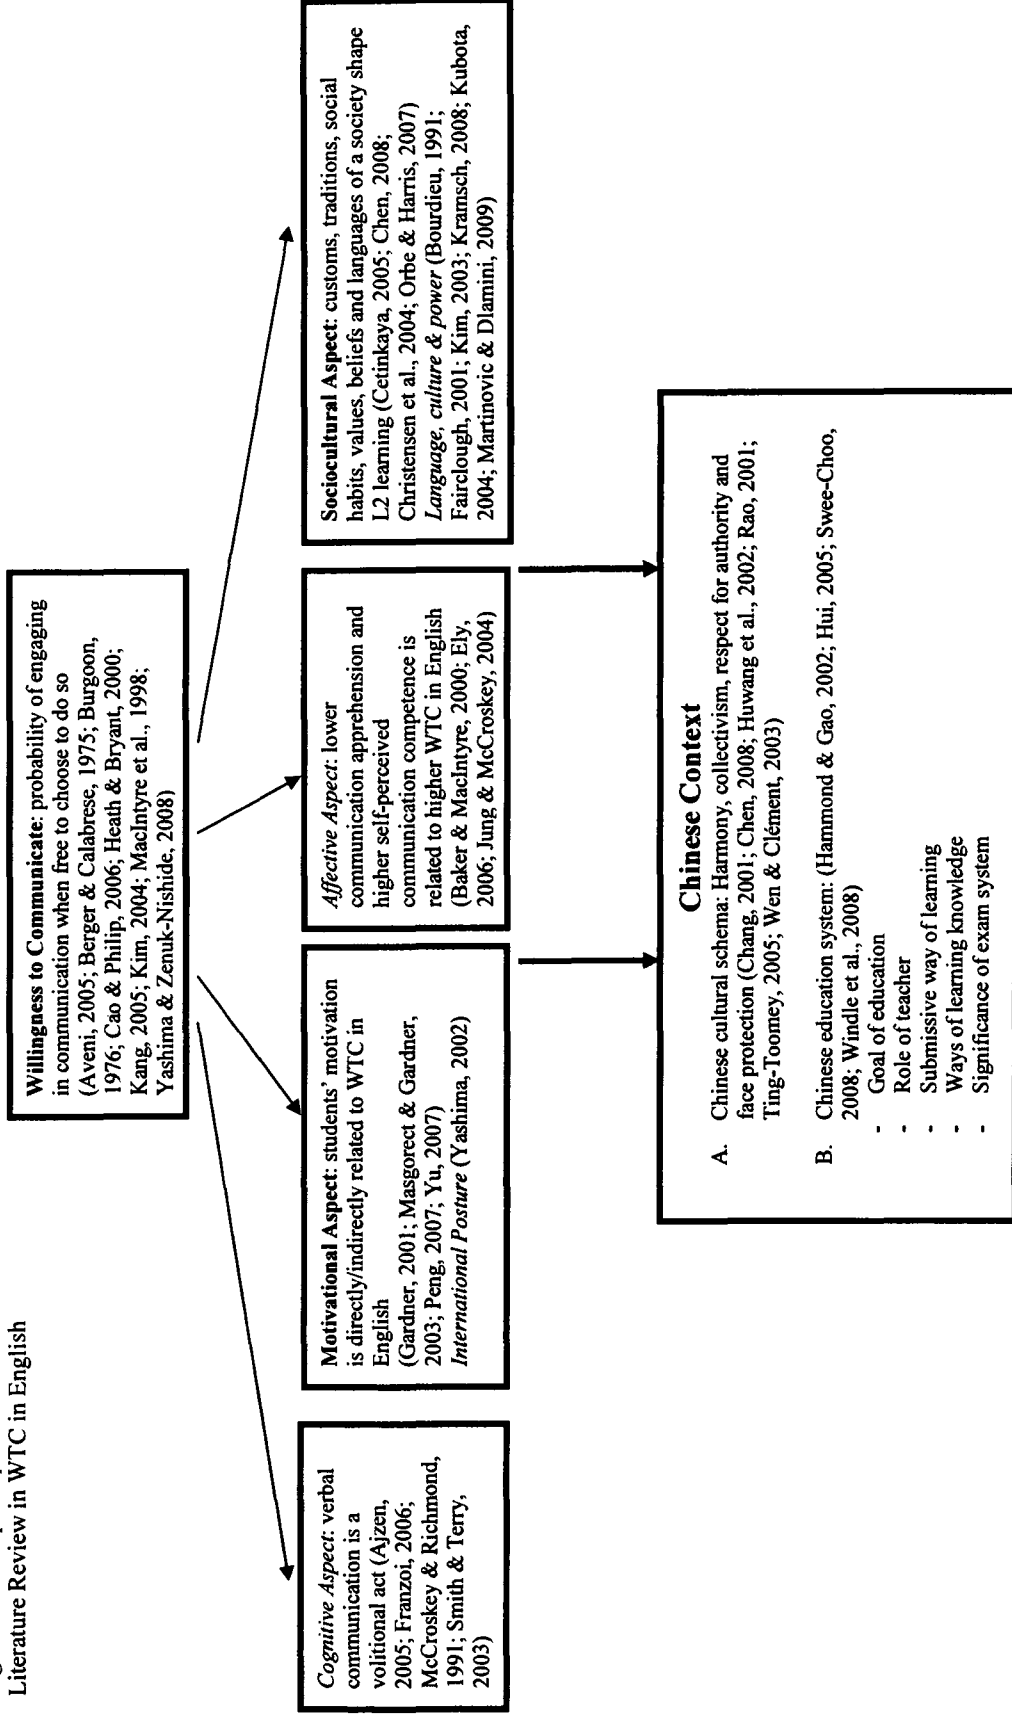 Literature Review in WTC in English
Willingness to Communicate: probability of engaging
in communication when free to choose to do so
(Aveni, 2005; Berger & Calabrese, 1975; Burgoon,
1976; Cao & Philip, 2006; Heath & Bryant, 2000;
Kang, 2005; Kim, 2004; MacIntyre et al., 1998;
Yashima & Zenuk-Nishide, 2008)
Cognitive Aspect: verbal
communication is a
volitional act (Ajzen,
2005; Franzoi, 2006;
McCroskey & Richmond,
1991; Smith & Terry,
2003)
Motivational Aspect: students' motivation
is directly/indirectly related to WTC in
English
(Gardner, 2001; Masgorect & Gardner,
2003; Peng, 2007; Yu, 2007)
International Posture (Yashima, 2002)
Affective Aspect: lower
communication apprehension and
higher self-perceived
communication competence is
related to higher WTC in English
(Baker & MacIntyre, 2000; Ely,
2006; Jung & McCroskey, 2004)
Sociocultural Aspect: customs, traditions, social
habits, values, beliefs and languages of a society shape
L2 learning (Cetinkaya, 2005; Chen, 2008;
Christensen et al., 2004; Orbe & Harris, 2007)
Language, culture & power (Bourdieu, 1991;
Fairclough, 2001; Kim, 2003; Kramsch, 2008; Kubota,
2004; Martinovic & Dlamini, 2009)
Chinese Context
A. Chinese cultural schema: Harmony, collectivism, respect for authority and
face protection (Chang, 2001; Chen, 2008; Huwang et al., 2002; Rao, 2001;
Ting-Toomey, 2005; Wen & Clément, 2003)
B. Chinese education system: (Hammond & Gao, 2002; Hui, 2005; Swee-Choo,
2008; Windle et al., 2008)
- Goal of education
- Role of teacher
- Submissive way of learning
- Ways of learning knowledge
- Significance of exam system